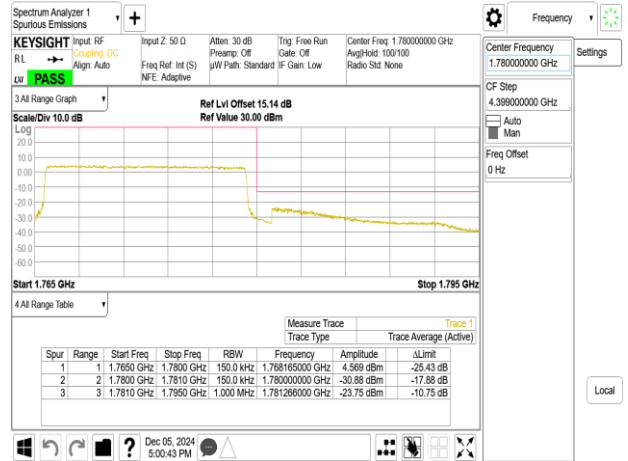 Spectrum Analyzer 1
Spurious Emissions
Frequency
KEYSIGHT Input: RF Input Z: 50 Ω Atten: 30 dB Trig: Free Run Center Freq: 1.780000000 GHz
Coupling: DC Preamp: Off Gate: Off Avg|Hold: 100/100
R L Align: Auto Freq Ref: Int (S) µW Path: Standard IF Gain: Low Radio Std: None
LXI PASS NFE: Adaptive
Center Frequency
1.780000000 GHz
Settings
CF Step
4.399000000 GHz
Auto
Man
Freq Offset
0 Hz
3 All Range Graph
Ref Lvl Offset 15.14 dB
Scale/Div 10.0 dB Ref Value 30.00 dBm
Log
20.0
10.0
0.00
-10.0
-20.0
-30.0
-40.0
-50.0
-60.0
Start 1.765 GHz Stop 1.795 GHz
4 All Range Table
Measure Trace Trace 1
Trace Type Trace Average (Active)
Spur Range Start Freq Stop Freq RBW Frequency Amplitude ΔLimit
1 1 1.7650 GHz 1.7800 GHz 150.0 kHz 1.768165000 GHz 4.569 dBm -25.43 dB
2 2 1.7800 GHz 1.7810 GHz 150.0 kHz 1.780000000 GHz -30.88 dBm -17.88 dB
3 3 1.7810 GHz 1.7950 GHz 1.000 MHz 1.781266000 GHz -23.75 dBm -10.75 dB
Local
? Dec 05, 2024
5:00:43 PM